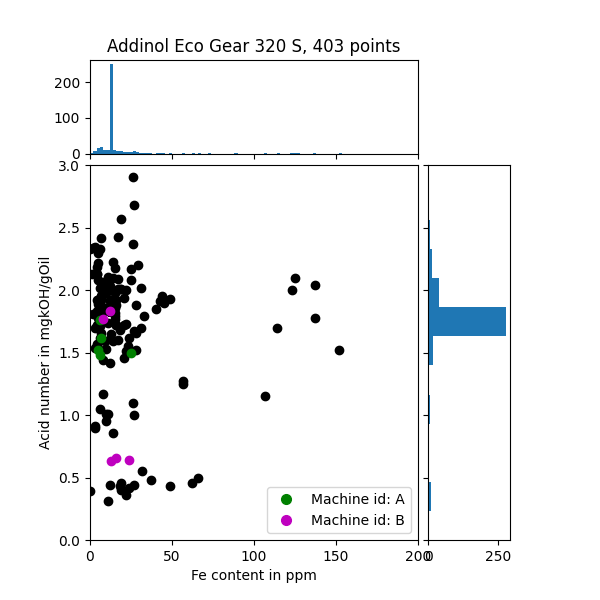 Addinol Eco Gear 320 S, 403 points
200
100
0
3.0
2.5
2.0
1.5
1.0
0.5
0.0
Acid number in mgkOH/gOil
Machine id: A
Machine id: B
0 50 100 150 200 0 250
Fe content in ppm